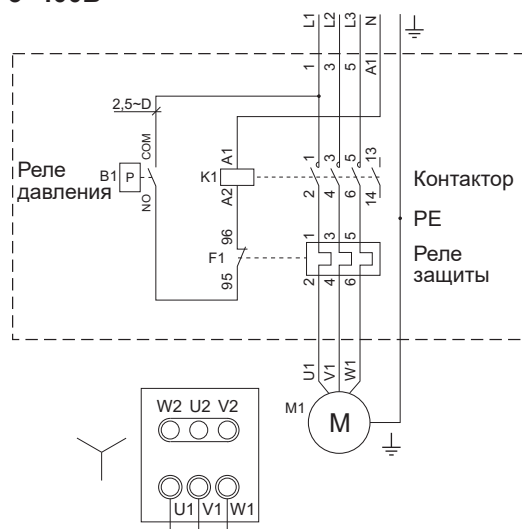 L1 L2 L3 N
1 3 5 A1
2,5~D
COM
Реле
давления
B1 P
NO
K1
A1
A2
1 3 5 13
2 4 6 14
Контактор
PE
96
F1
95
1 3 5
2 4 6
Реле
защиты
U1 V1 W1
M1 M
W2 U2 V2
U1 V1 W1